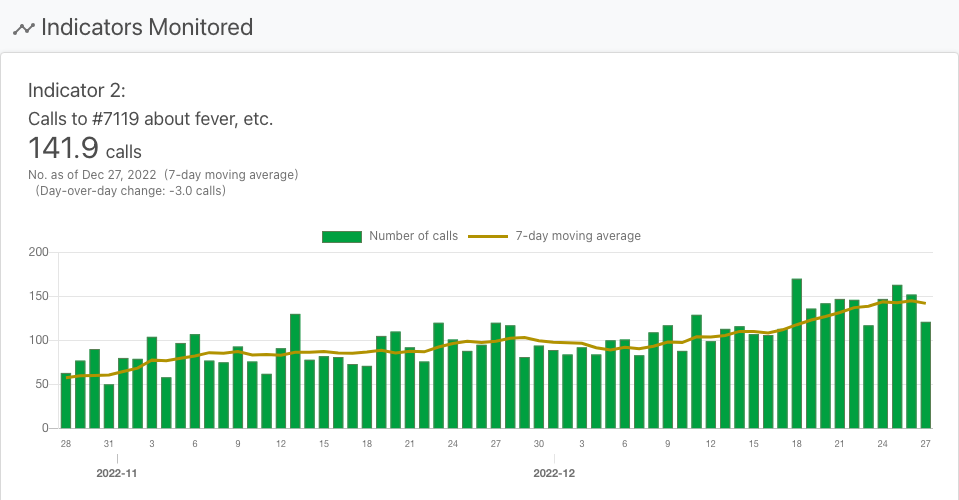 Indicators Monitored
Indicator 2:
Calls to #7119 about fever, etc.
141.9 calls
No. as of Dec 27, 2022 (7-day moving average)
(Day-over-day change: -3.0 calls)
Number of calls 7-day moving average
200
150
100
50
0
28 31 3 6 9 12 15 18 21 24 27 30 3 6 9 12 15 18 21 24 27
2022-11 2022-12